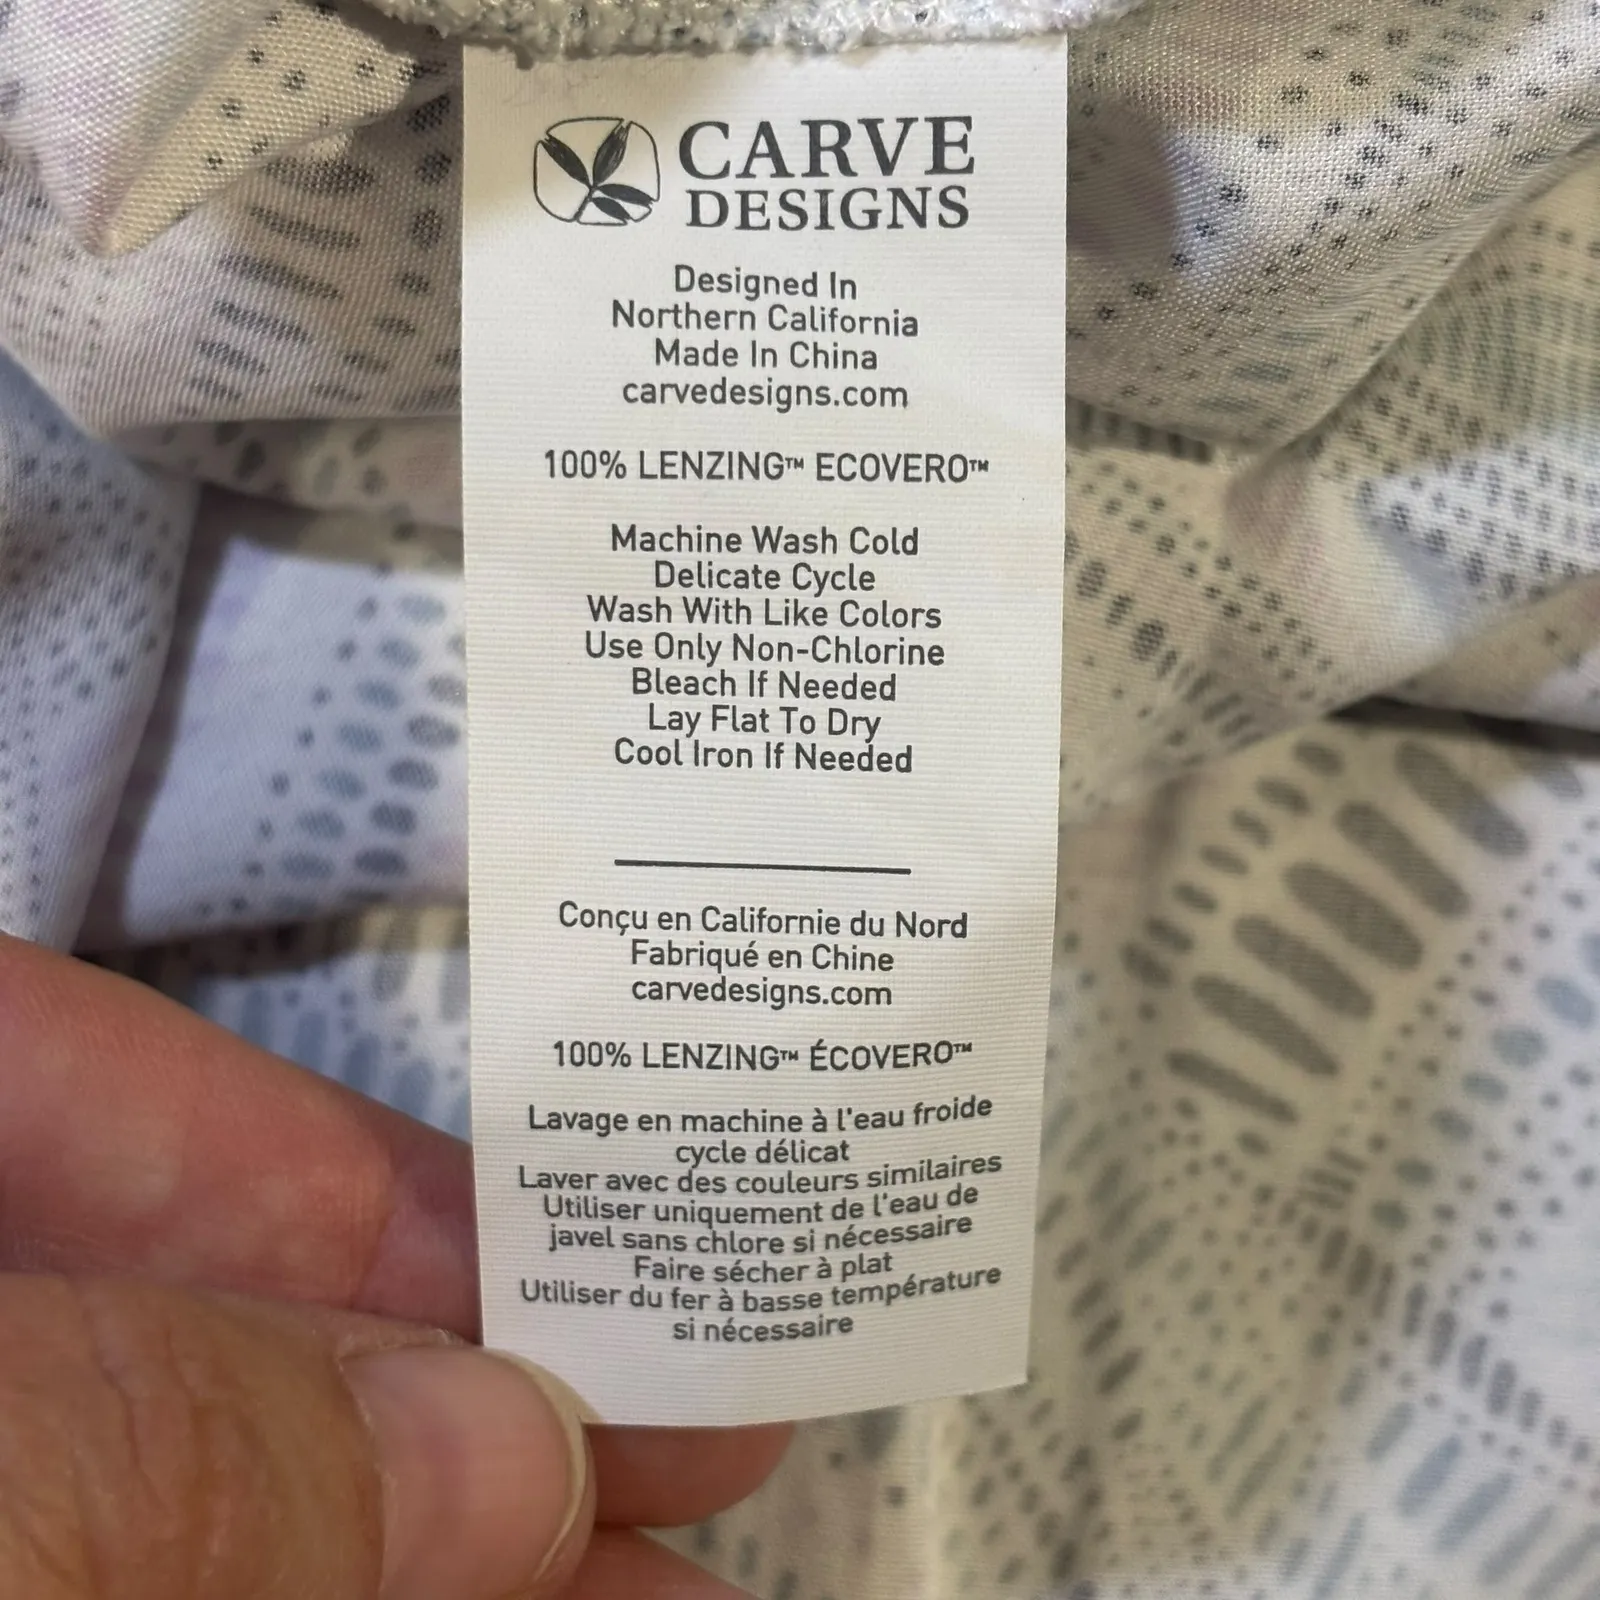 CARVE
DESIGNS
Designed In
Northern California
Made In China
carvedesigns.com
100% LENZING™ ECOVERO™
Machine Wash Cold
Delicate Cycle
Wash With Like Colors
Use Only Non-Chlorine
Bleach If Needed
Lay Flat To Dry
Cool Iron If Needed
Conçu en Californie du Nord
Fabriqué en Chine
carvedesigns.com
100% LENZING™ ÉCOVERO™
Lavage en machine à l'eau froide
cycle délicat
Laver avec des couleurs similaires
Utiliser uniquement de l'eau de
javel sans chlore si nécessaire
Faire sécher à plat
Utiliser du fer à basse température
si nécessaire